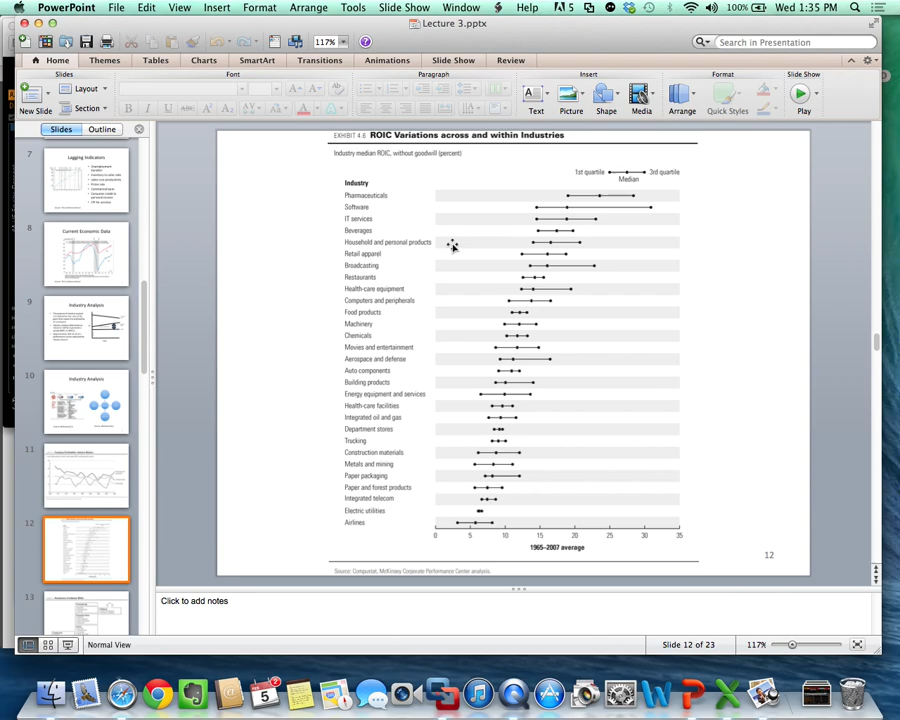 PowerPoint File Edit View Insert Format Arrange Tools Slide Show Window Help 5 100% Wed 1:35 PM
Lecture 3.pptx
117% Search in Presentation
Home Themes Tables Charts SmartArt Transitions Animations Slide Show Review
Slides Font Paragraph Insert Format Slide Show
New Slide Layout Section Text Picture Shape Media Arrange Quick Styles Play
Slides Outline
7
Lagging Indicators
8
Current Economic Data
9
Industry Analysis
10
Industry Analysis
11
12
13
EXHIBIT 4.6 ROIC Variations across and within Industries
Industry median ROIC, without goodwill (percent)
1st quartile 3rd quartile
Median
Industry
Pharmaceuticals
Software
IT services
Beverages
Household and personal products
Retail apparel
Broadcasting
Restaurants
Health-care equipment
Computers and peripherals
Food products
Machinery
Chemicals
Movies and entertainment
Aerospace and defense
Auto components
Building products
Energy equipment and services
Health-care facilities
Integrated oil and gas
Department stores
Trucking
Construction materials
Metals and mining
Paper packaging
Paper and forest products
Integrated telecom
Electric utilities
Airlines
0 5 10 15 20 25 30 35
1965–2007 average
12
Source: Compustat, McKinsey Corporate Performance Center analysis.
Click to add notes
Normal View Slide 12 of 23 117%